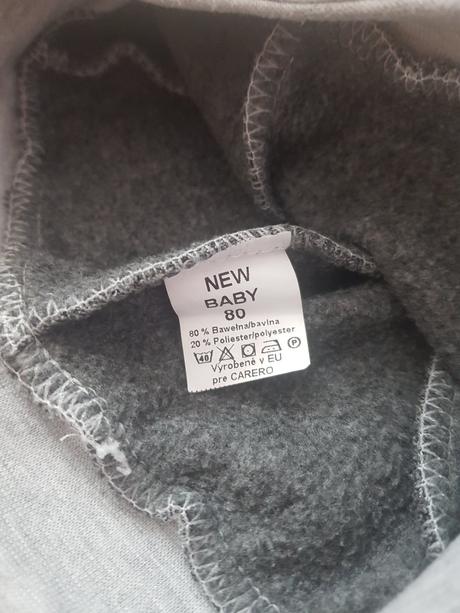 NEW
BABY
80
80 % Bawełna/bavlna
20 % Poliester/polyester
40 P
Vyrobené v EU
pre CARERO